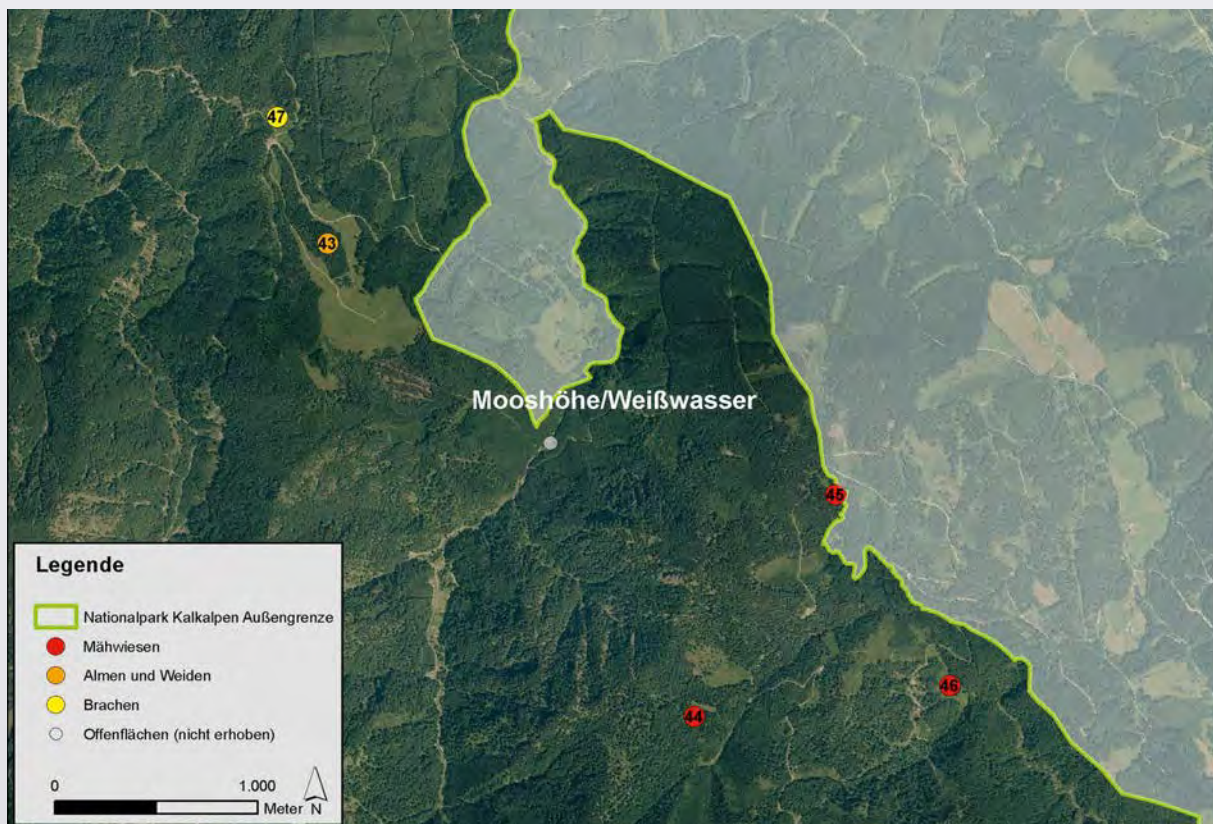 47
43
Mooshöhe/Weißwasser
45
46
44
Legende
Nationalpark Kalkalpen Außengrenze
Mähwiesen
Almen und Weiden
Brachen
Offenflächen (nicht erhoben)
0 1.000
Meter N